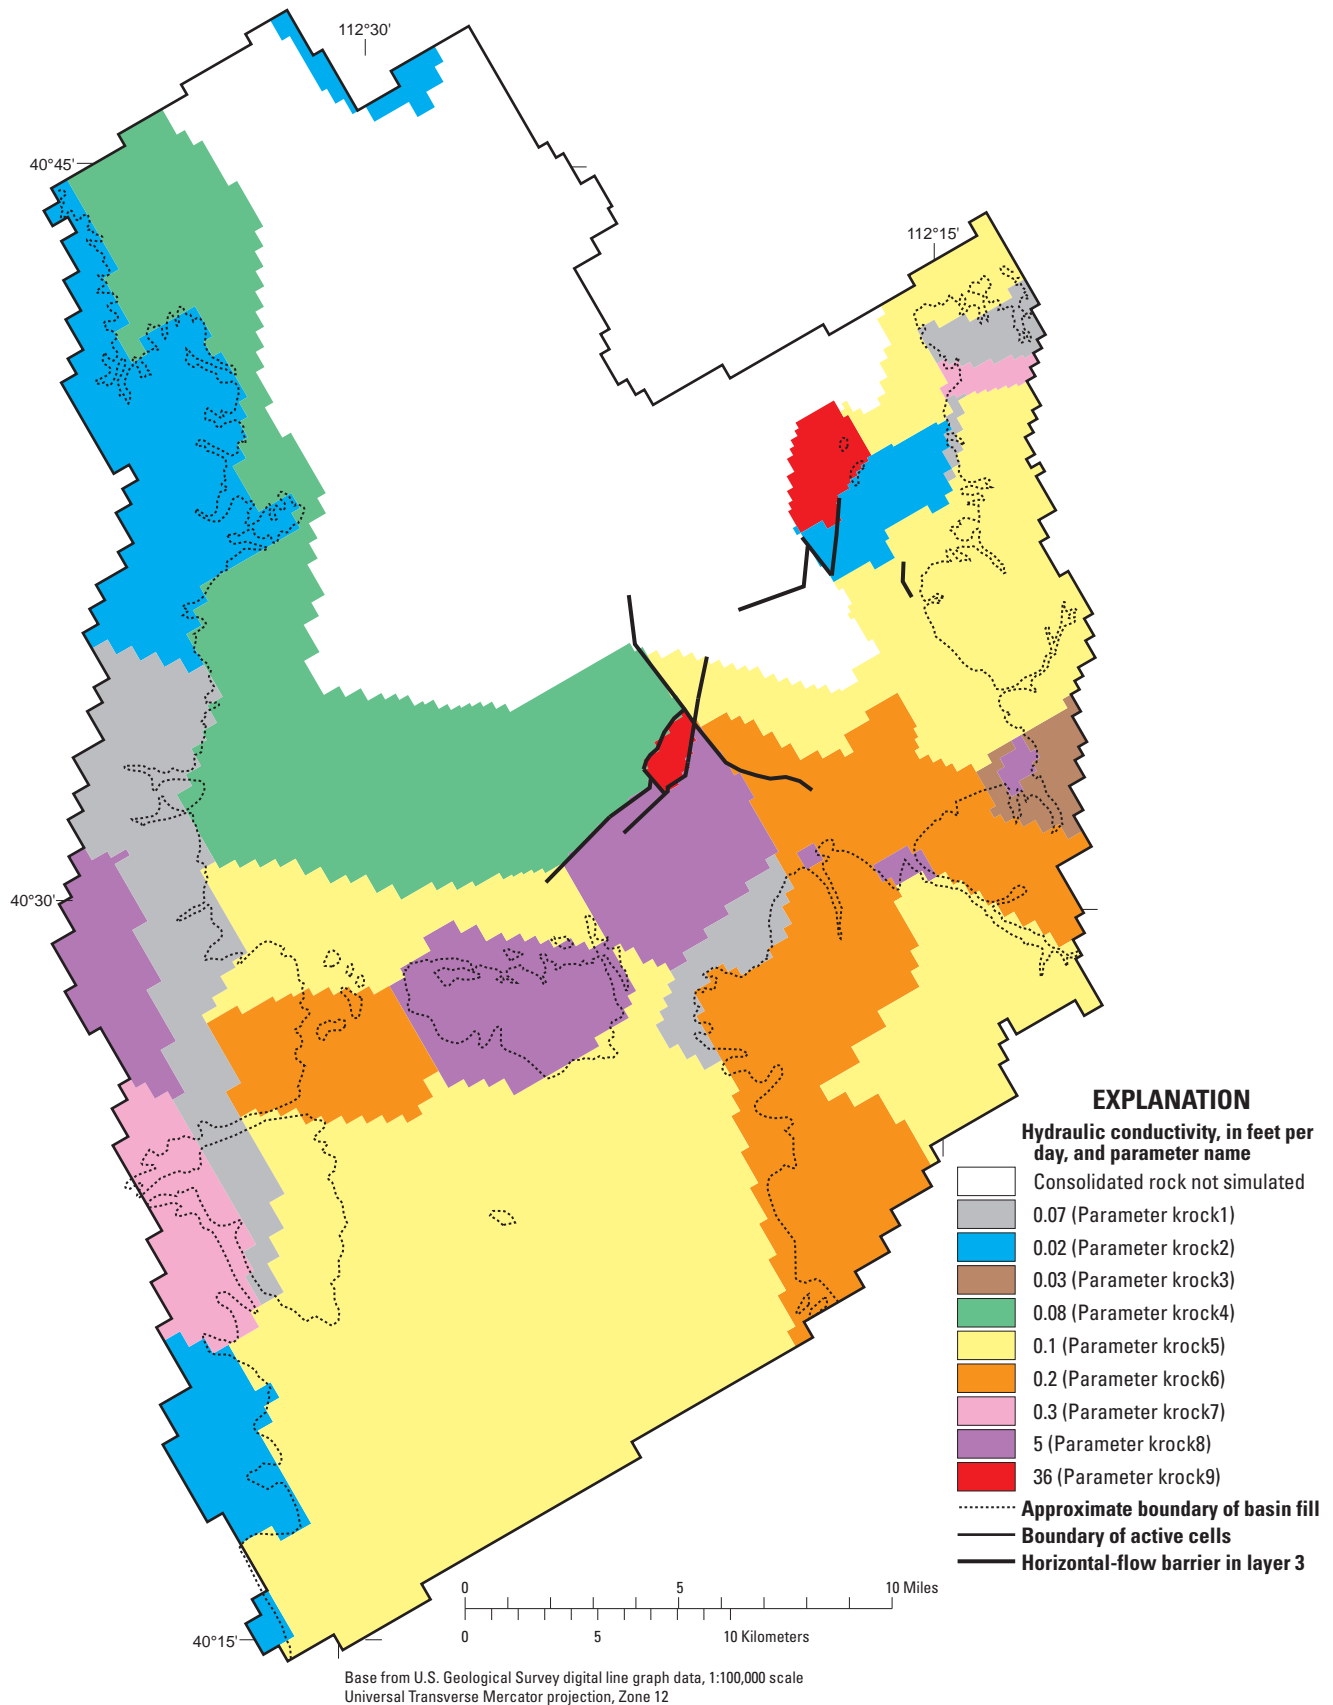 112°30'
40°45'
112°15'
40°30'
EXPLANATION
Hydraulic conductivity, in feet per
day, and parameter name
Consolidated rock not simulated
0.07 (Parameter krock1)
0.02 (Parameter krock2)
0.03 (Parameter krock3)
0.08 (Parameter krock4)
0.1 (Parameter krock5)
0.2 (Parameter krock6)
0.3 (Parameter krock7)
5 (Parameter krock8)
36 (Parameter krock9)
Approximate boundary of basin fill
Boundary of active cells
Horizontal-flow barrier in layer 3
0 5 10 Miles
0 5 10 Kilometers
40°15'
Base from U.S. Geological Survey digital line graph data, 1:100,000 scale
Universal Transverse Mercator projection, Zone 12